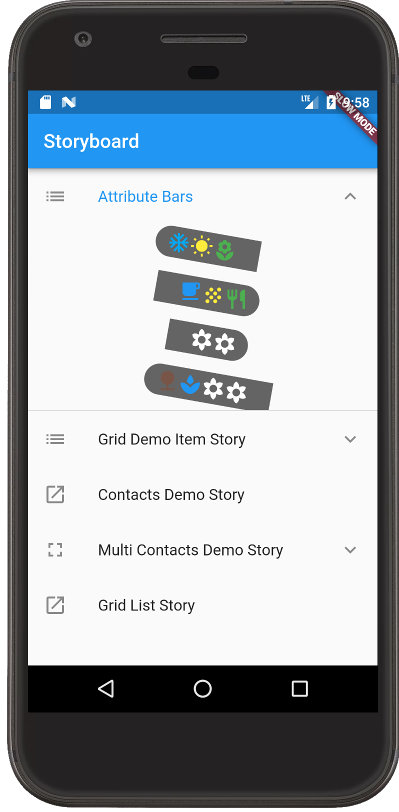 LTE 9:58
SLOW MODE
Storyboard
Attribute Bars
Grid Demo Item Story
Contacts Demo Story
Multi Contacts Demo Story
Grid List Story